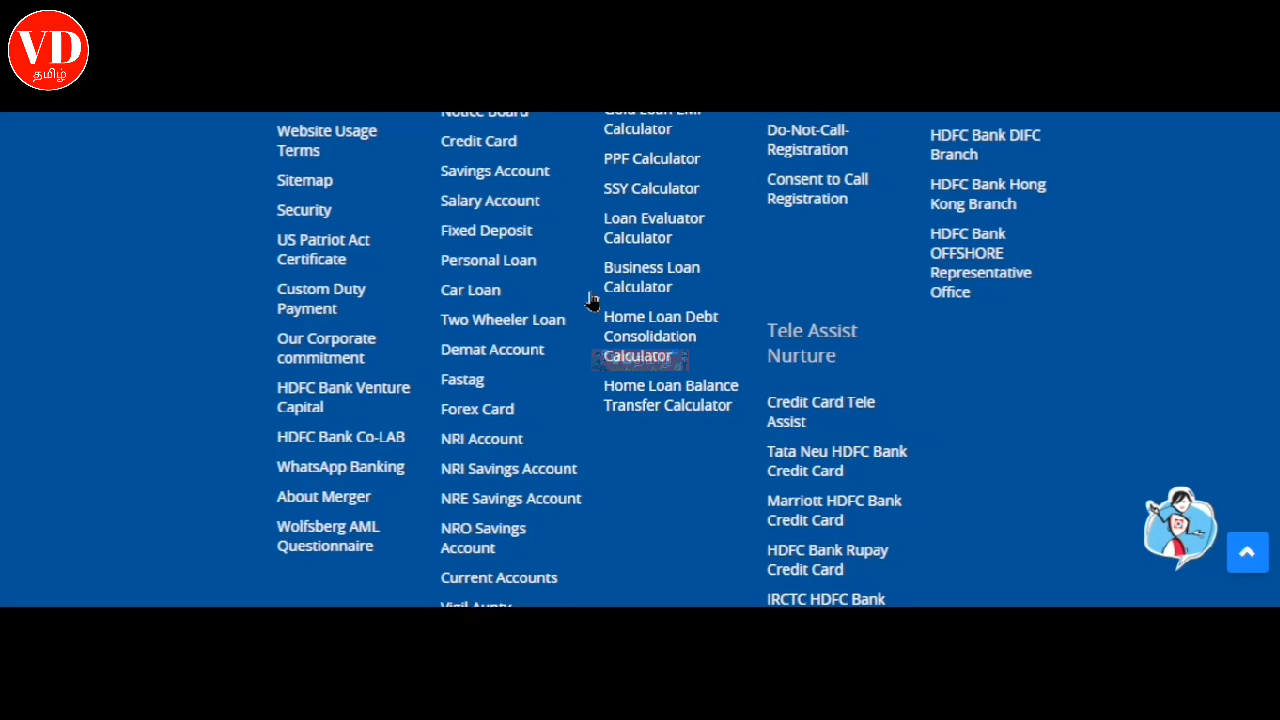 VD
தமிழ்
Website Usage
Terms
Sitemap
Security
US Patriot Act
Certificate
Custom Duty
Payment
Our Corporate
commitment
HDFC Bank Venture
Capital
HDFC Bank Co-LAB
WhatsApp Banking
About Merger
Wolfsberg AML
Questionnaire
Notice Board
Credit Card
Savings Account
Salary Account
Fixed Deposit
Personal Loan
Car Loan
Two Wheeler Loan
Demat Account
Fastag
Forex Card
NRI Account
NRI Savings Account
NRE Savings Account
NRO Savings
Account
Current Accounts
Vigil Aunty
Gold Loan EMI
Calculator
PPF Calculator
SSY Calculator
Loan Evaluator
Calculator
Business Loan
Calculator
Home Loan Debt
Consolidation
Calculator
Home Loan Balance
Transfer Calculator
Do-Not-Call-
Registration
Consent to Call
Registration
Tele Assist
Nurture
Credit Card Tele
Assist
Tata Neu HDFC Bank
Credit Card
Marriott HDFC Bank
Credit Card
HDFC Bank Rupay
Credit Card
IRCTC HDFC Bank
HDFC Bank DIFC
Branch
HDFC Bank Hong
Kong Branch
HDFC Bank
OFFSHORE
Representative
Office